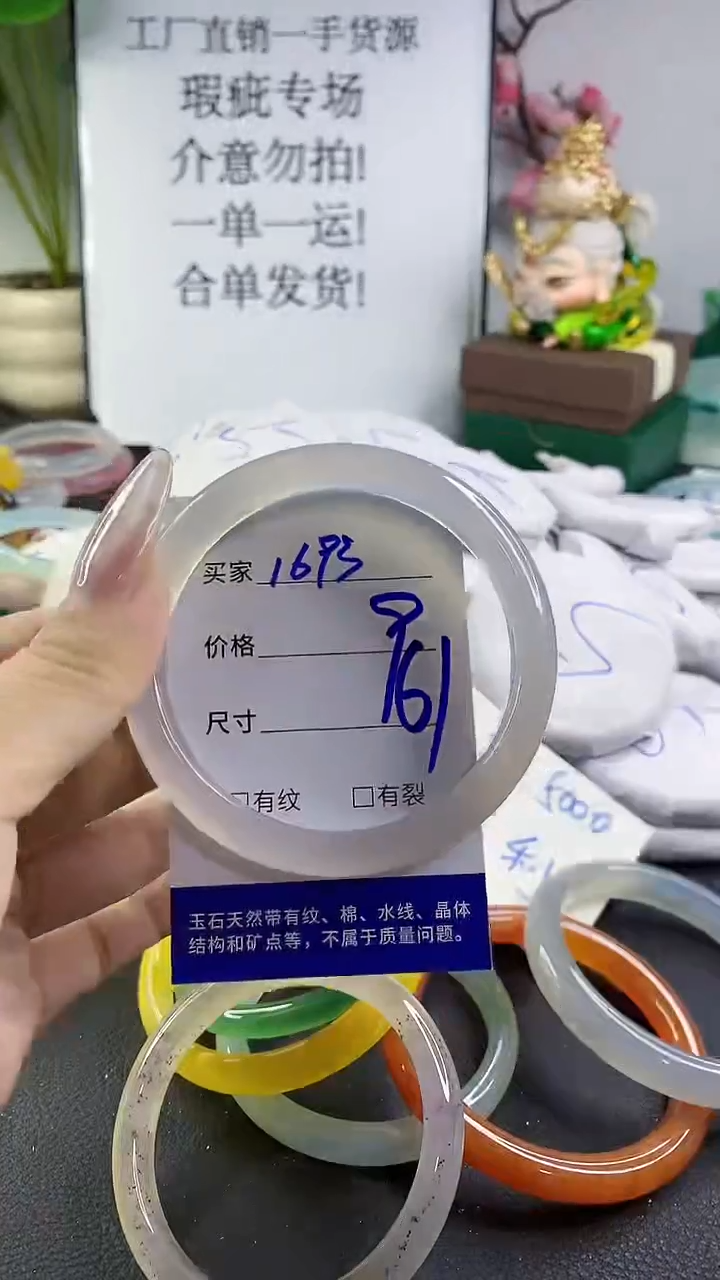 工厂直销一手货源
瑕疵专场
介意勿拍!
一单一运!
合单发货!
买家 1693
价格
尺寸
61
□有纹 □有裂
玉石天然带有纹、棉、水线、晶体
结构和矿点等，不属于质量问题。
5000